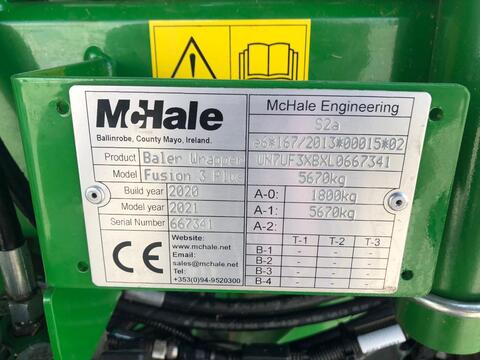 McHale
Ballinrobe, County Mayo, Ireland.
Product Baler Wrapper
Model Fusion 3 Plus
Build year 2020
Model year 2021
Serial Number 667341
CE
Website:
www.mchale.net
Email:
sales@mchale.net
Tel:
+353(0)94-9520300
McHale Engineering
S2a
e6*167/2013*00015*02
UN7UF3XBXL0667341
5670kg
A-0: 1800kg
A-1: 5670kg
A-2:
T-1 T-2 T-3
B-1 - - -
B-2 - - -
B-3 - - -
B-4 - - -